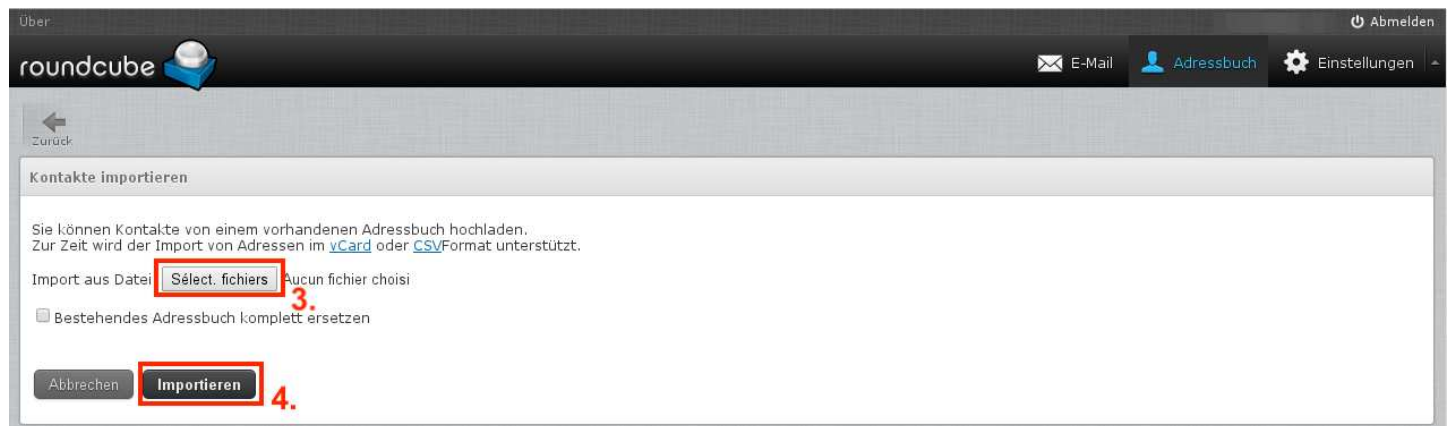 Über
Abmelden
roundcube
E-Mail Adressbuch Einstellungen
Zurück
Kontakte importieren
Sie können Kontakte von einem vorhandenen Adressbuch hochladen.
Zur Zeit wird der Import von Adressen im vCard oder CSVFormat unterstützt.
Import aus Datei Sélect. fichiers Aucun fichier choisi
3.
Bestehendes Adressbuch komplett ersetzen
Abbrechen Importieren
4.